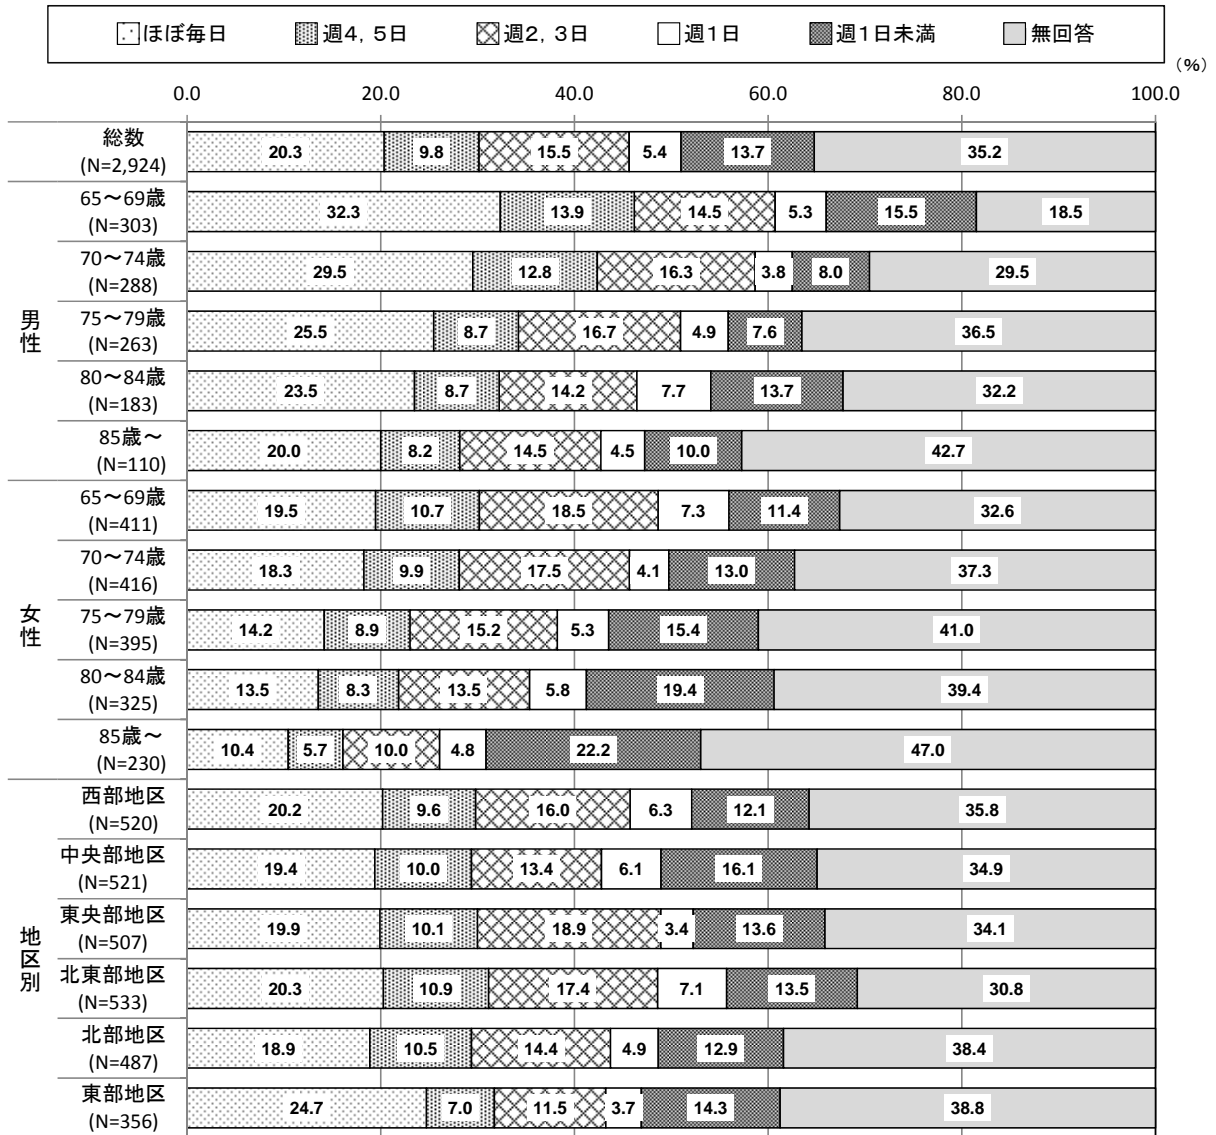 ほぼ毎日 週4，5日 週2，3日 週1日 週1日未満 無回答
（%）
0.0 20.0 40.0 60.0 80.0 100.0
総数
(N=2,924)
20.3 9.8 15.5 5.4 13.7 35.2
男性
65～69歳
(N=303)
32.3 13.9 14.5 5.3 15.5 18.5
70～74歳
(N=288)
29.5 12.8 16.3 3.8 8.0 29.5
75～79歳
(N=263)
25.5 8.7 16.7 4.9 7.6 36.5
80～84歳
(N=183)
23.5 8.7 14.2 7.7 13.7 32.2
85歳～
(N=110)
20.0 8.2 14.5 4.5 10.0 42.7
女性
65～69歳
(N=411)
19.5 10.7 18.5 7.3 11.4 32.6
70～74歳
(N=416)
18.3 9.9 17.5 4.1 13.0 37.3
75～79歳
(N=395)
14.2 8.9 15.2 5.3 15.4 41.0
80～84歳
(N=325)
13.5 8.3 13.5 5.8 19.4 39.4
85歳～
(N=230)
10.4 5.7 10.0 4.8 22.2 47.0
地区別
西部地区
(N=520)
20.2 9.6 16.0 6.3 12.1 35.8
中央部地区
(N=521)
19.4 10.0 13.4 6.1 16.1 34.9
東央部地区
(N=507)
19.9 10.1 18.9 3.4 13.6 34.1
北東部地区
(N=533)
20.3 10.9 17.4 7.1 13.5 30.8
北部地区
(N=487)
18.9 10.5 14.4 4.9 12.9 38.4
東部地区
(N=356)
24.7 7.0 11.5 3.7 14.3 38.8